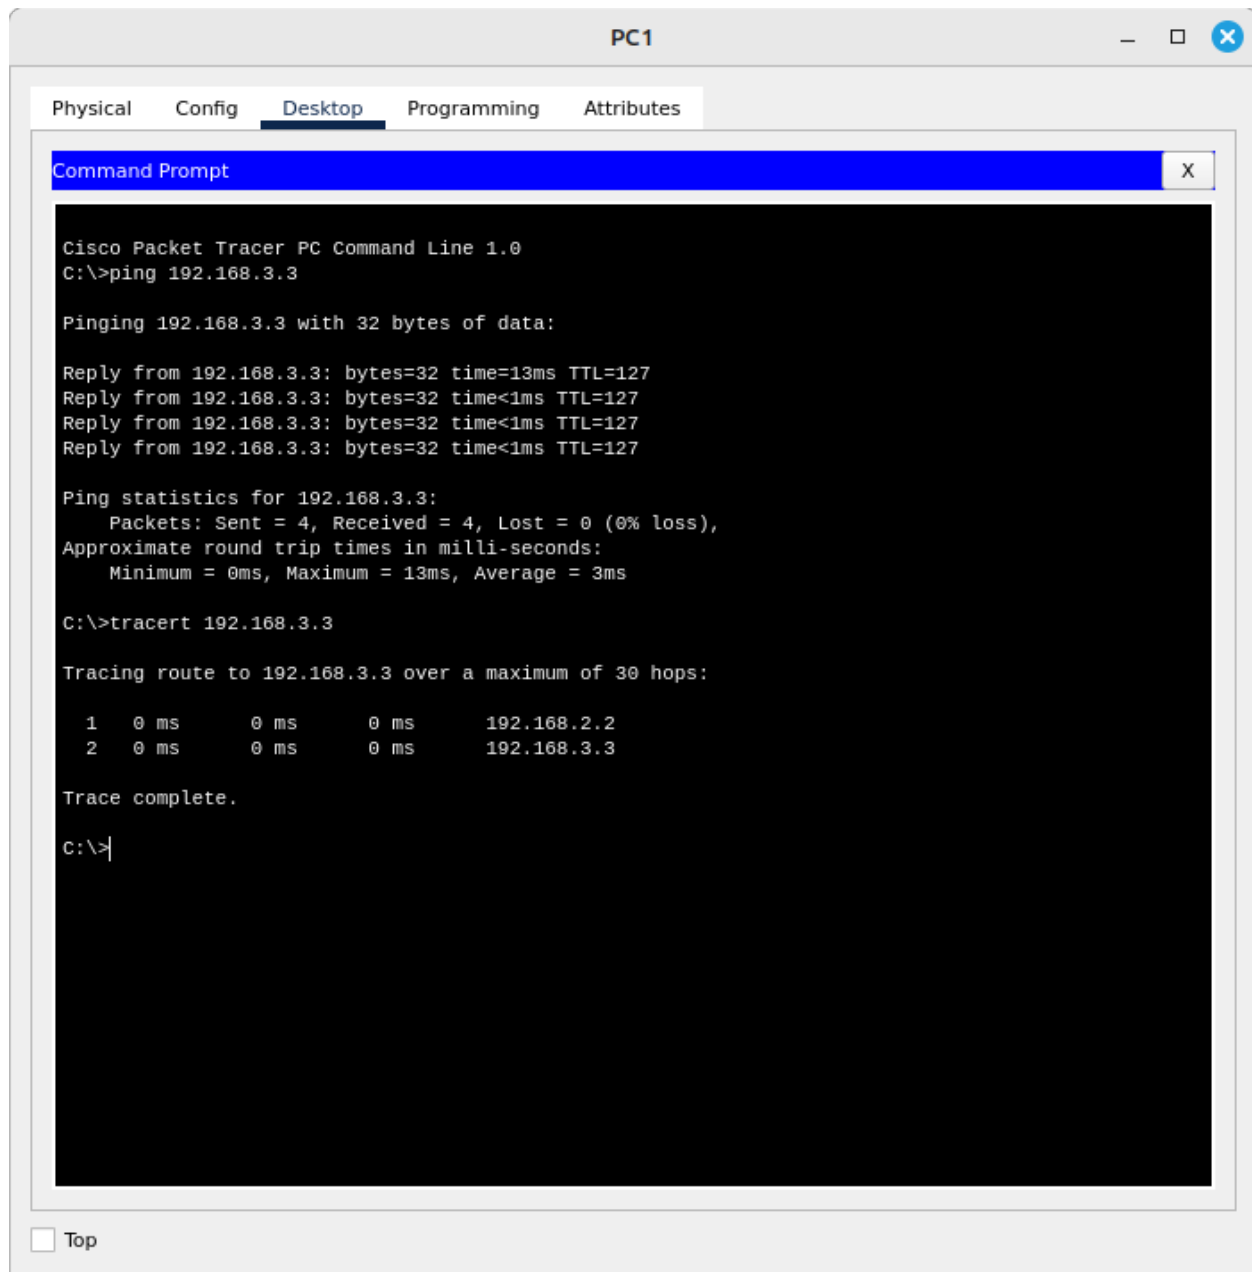 PC1
Physical Config Desktop Programming Attributes
Command Prompt X
Cisco Packet Tracer PC Command Line 1.0
C:\>ping 192.168.3.3
Pinging 192.168.3.3 with 32 bytes of data:
Reply from 192.168.3.3: bytes=32 time=13ms TTL=127
Reply from 192.168.3.3: bytes=32 time<1ms TTL=127
Reply from 192.168.3.3: bytes=32 time<1ms TTL=127
Reply from 192.168.3.3: bytes=32 time<1ms TTL=127
Ping statistics for 192.168.3.3:
Packets: Sent = 4, Received = 4, Lost = 0 (0% loss),
Approximate round trip times in milli-seconds:
Minimum = 0ms, Maximum = 13ms, Average = 3ms
C:\>tracert 192.168.3.3
Tracing route to 192.168.3.3 over a maximum of 30 hops:
1 0 ms 0 ms 0 ms 192.168.2.2
2 0 ms 0 ms 0 ms 192.168.3.3
Trace complete.
C:\>
Top